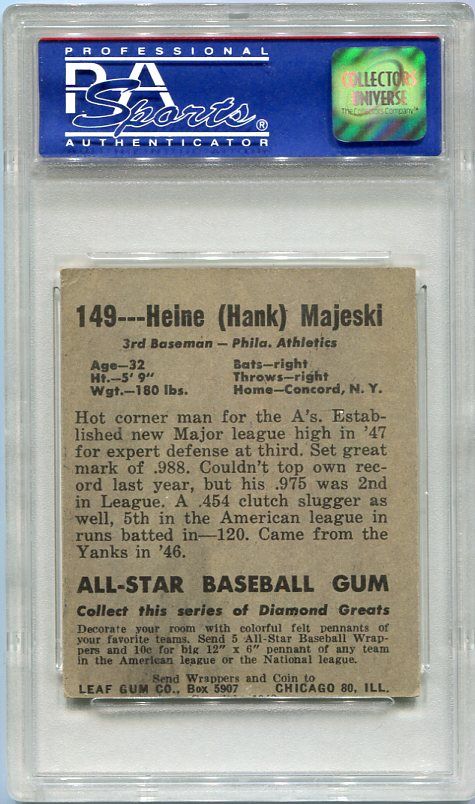 PROFESSIONAL
PSA
Sports®
AUTHENTICATOR
COLLECTORS
UNIVERSE
The Collectors Company™
149---Heine (Hank) Majeski
3rd Baseman — Phila. Athletics
Age—32 Bats—right
Ht.—5' 9" Throws—right
Wgt.—180 lbs. Home—Concord, N. Y.
Hot corner man for the A's. Estab-
lished new Major league high in '47
for expert defense at third. Set great
mark of .988. Couldn't top own rec-
ord last year, but his .975 was 2nd
in League. A .454 clutch slugger as
well, 5th in the American league in
runs batted in—120. Came from the
Yanks in '46.
ALL-STAR BASEBALL GUM
Collect this series of Diamond Greats
Decorate your room with colorful felt pennants of
your favorite teams. Send 5 All-Star Baseball Wrap-
pers and 10c for big 12" x 6" pennant of any team
in the American league or the National league.
Send Wrappers and Coin to
LEAF GUM CO., Box 5907 CHICAGO 80, ILL.